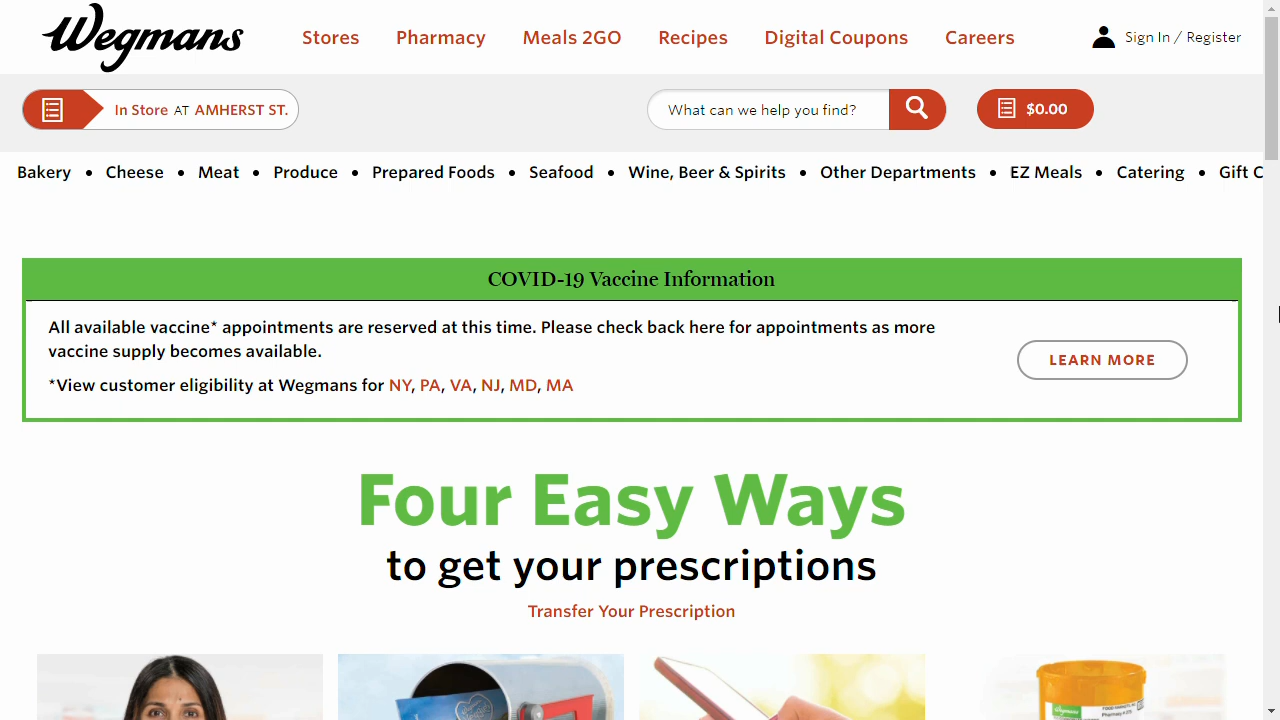 Wegmans
Stores Pharmacy Meals 2GO Recipes Digital Coupons Careers
Sign In / Register
In Store AT AMHERST ST.
What can we help you find?
$0.00
Bakery • Cheese • Meat • Produce • Prepared Foods • Seafood • Wine, Beer & Spirits • Other Departments • EZ Meals • Catering • Gift C
COVID-19 Vaccine Information
All available vaccine* appointments are reserved at this time. Please check back here for appointments as more
vaccine supply becomes available.
*View customer eligibility at Wegmans for NY, PA, VA, NJ, MD, MA
LEARN MORE
Four Easy Ways
to get your prescriptions
Transfer Your Prescription
Wegmans